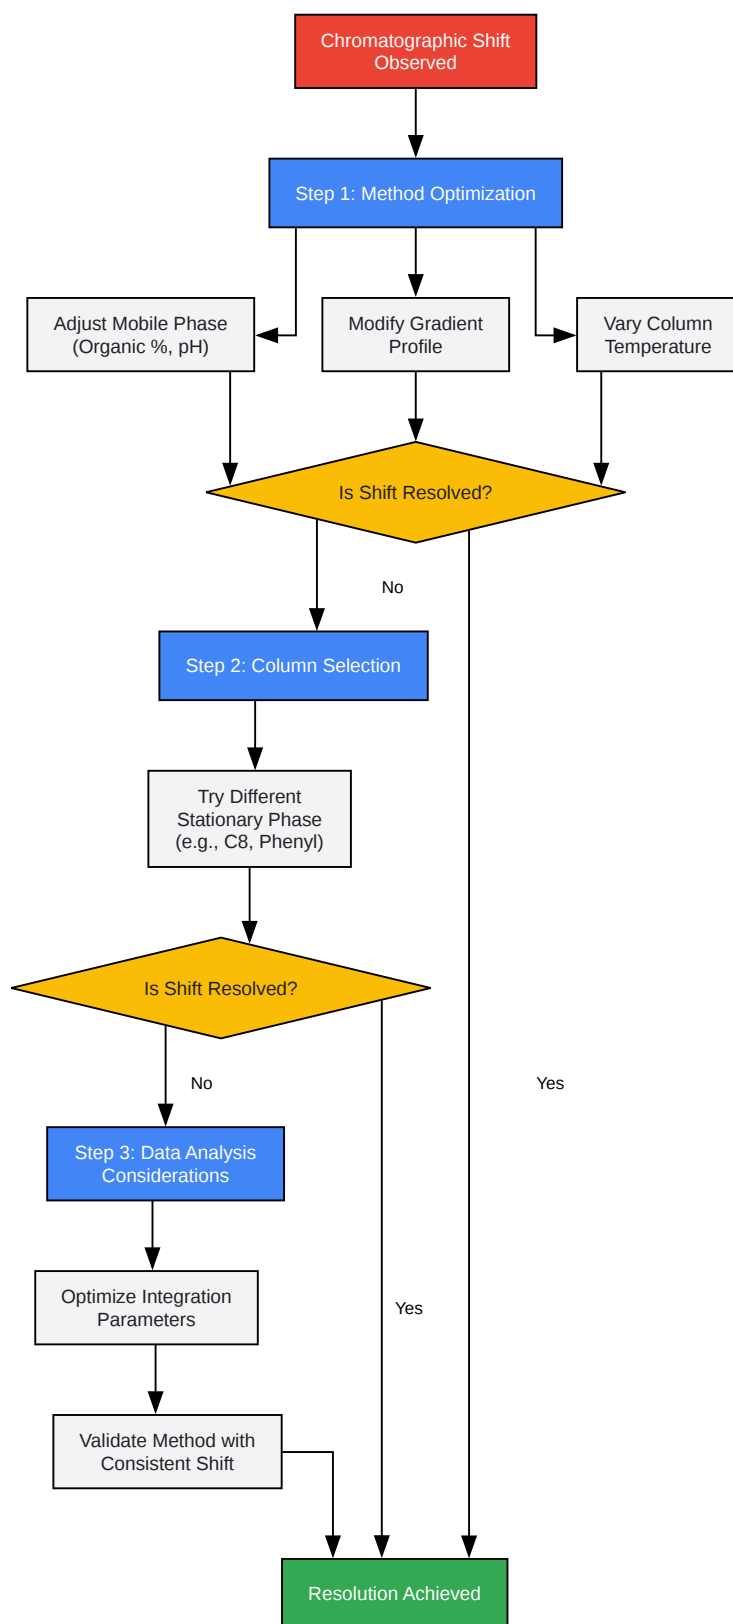 Chromatographic Shift
Observed
Step 1: Method Optimization
Adjust Mobile Phase
(Organic %, pH)
Modify Gradient
Profile
Vary Column
Temperature
Is Shift Resolved?
No
Step 2: Column Selection
Try Different
Stationary Phase
(e.g., C8, Phenyl)
Is Shift Resolved?
No
Yes
Step 3: Data Analysis
Considerations
Optimize Integration
Parameters
Yes
Validate Method with
Consistent Shift
Resolution Achieved